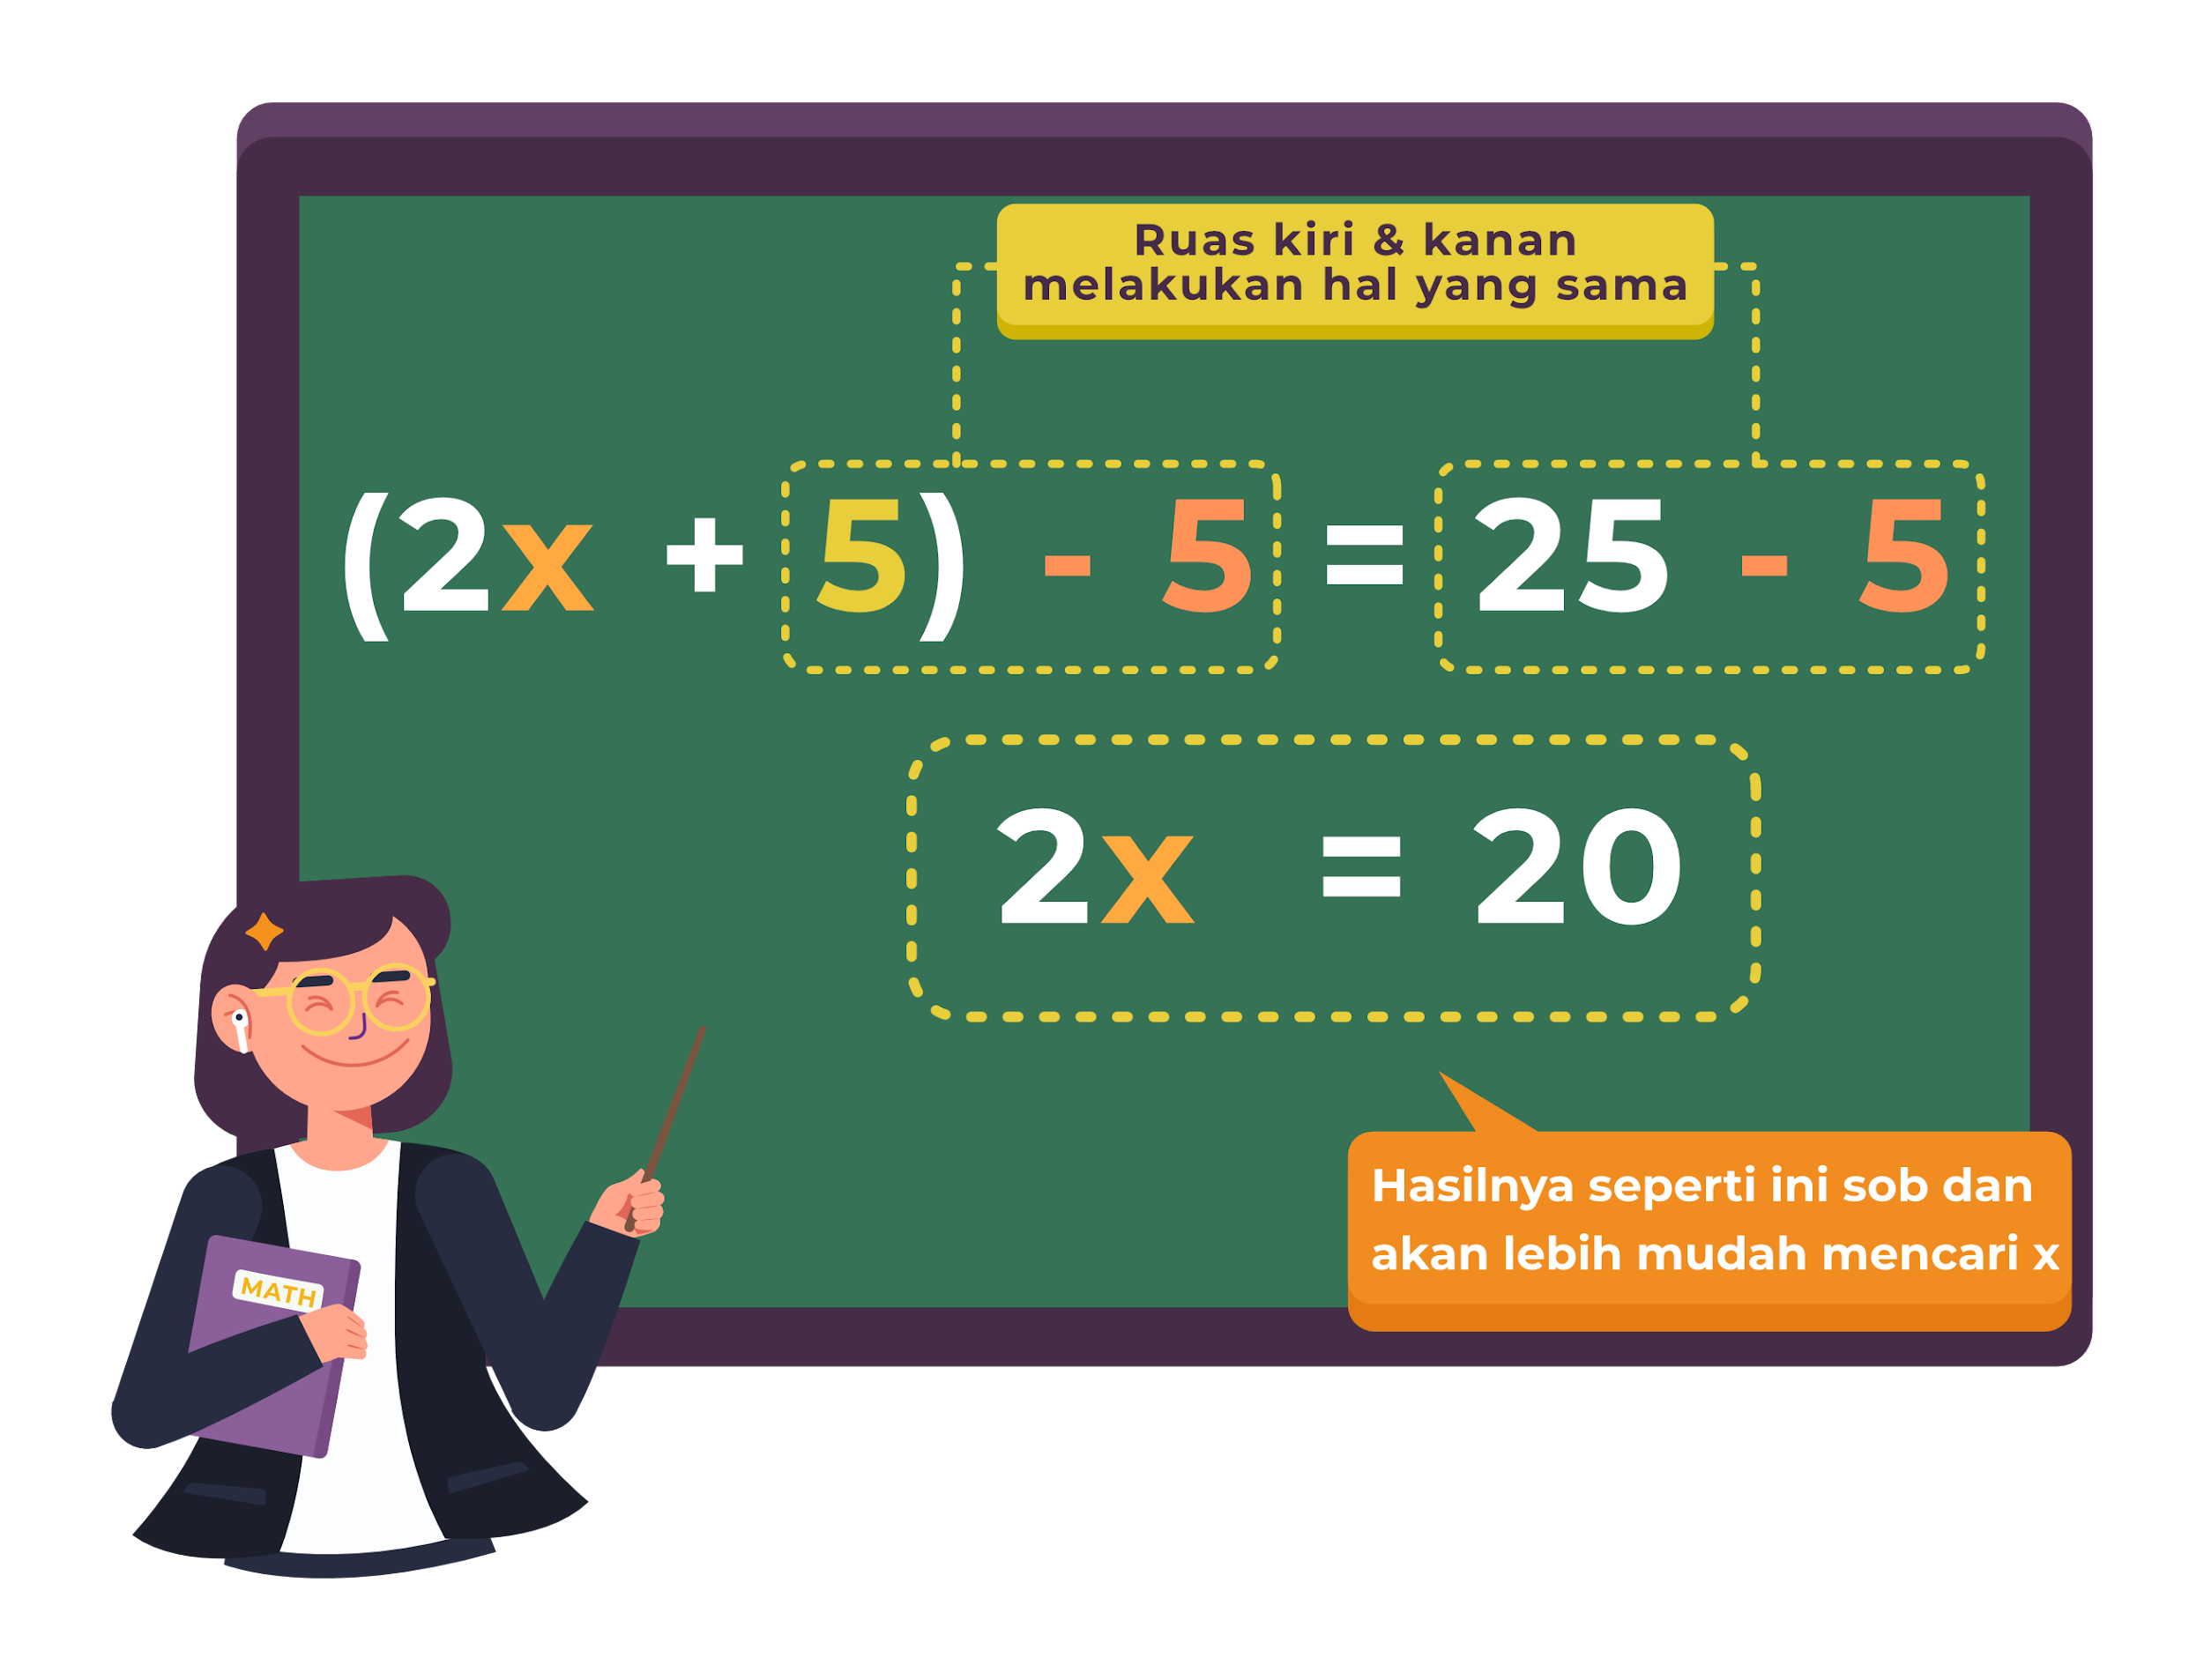 Ruas kiri & kanan
melakukan hal yang sama
(2x + 5) - 5 = 25 - 5
2x = 20
Hasilnya seperti ini sob dan
akan lebih mudah mencari x
MATH